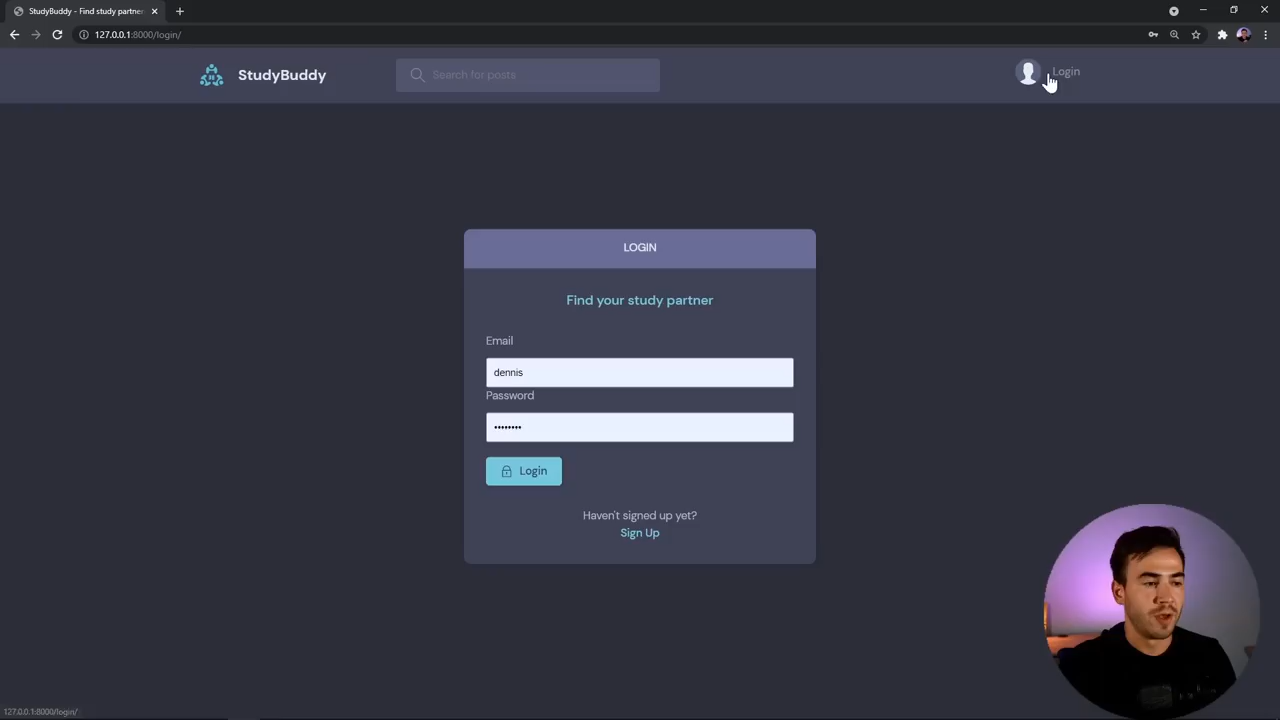 StudyBuddy - Find study partne
127.0.0.1:8000/login/
StudyBuddy
Search for posts
Login
LOGIN
Find your study partner
Email
dennis
Password
••••••••
Login
Haven't signed up yet?
Sign Up
127.0.0.1:8000/login/